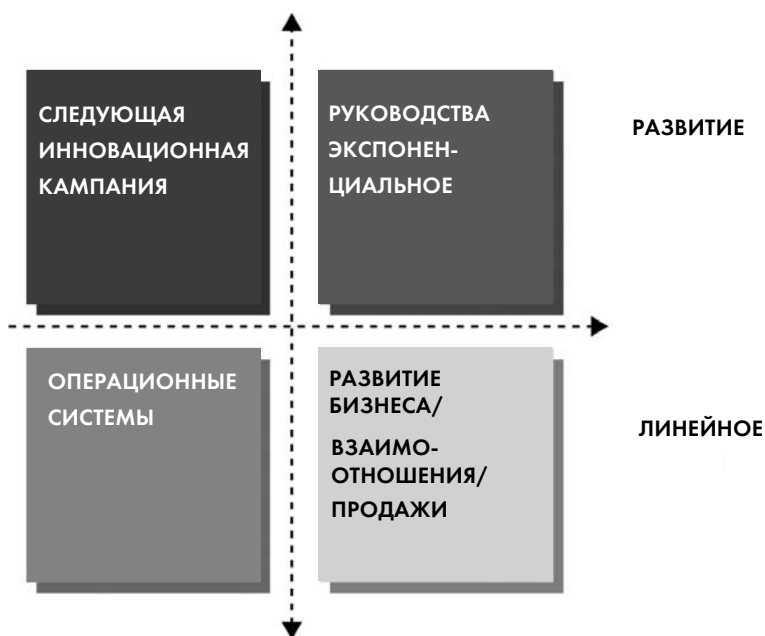 СЛЕДУЮЩАЯ
ИННОВАЦИОННАЯ
КАМПАНИЯ
РУКОВОДСТВА
ЭКСПОНЕН-
ЦИАЛЬНОЕ
РАЗВИТИЕ
ОПЕРАЦИОННЫЕ
СИСТЕМЫ
РАЗВИТИЕ
БИЗНЕСА/
ВЗАИМО-
ОТНОШЕНИЯ/
ПРОДАЖИ
ЛИНЕЙНОЕ